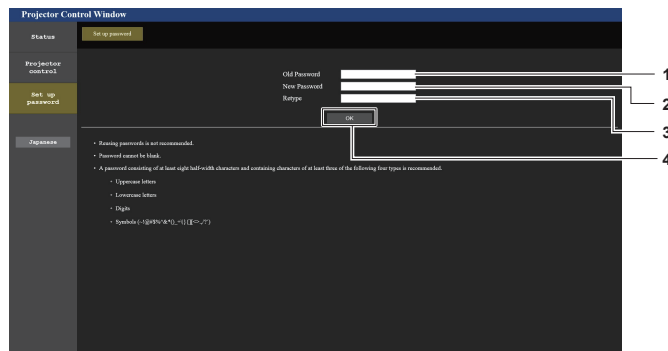 Projector Control Window
Status
Set up password
Projector
control
Set up
password
Japanese
Old Password
New Password
Retype
OK
1
2
3
4
• Reusing passwords is not recommended.
• Password cannot be blank.
• A password consisting of at least eight half-width characters and containing characters of at least three of the following four types is recommended.
• Uppercase letters
• Lowercase letters
• Digits
• Symbols